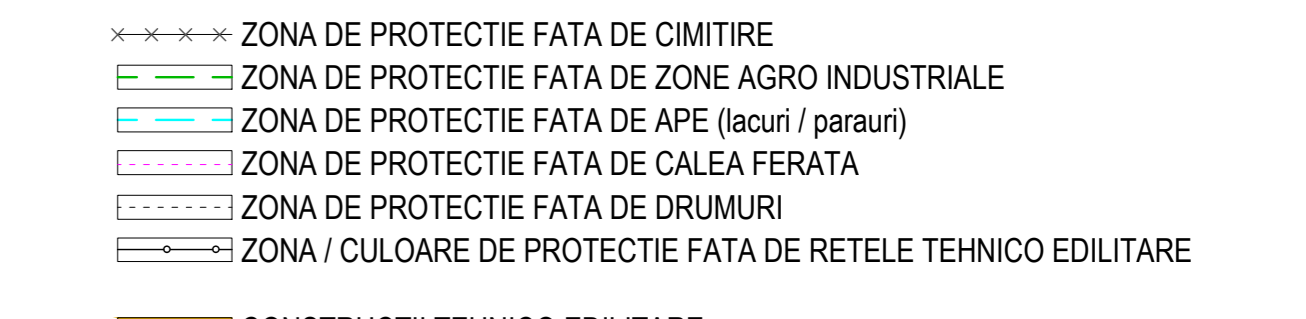 ZONA DE PROTECTIE FATA DE CIMITIRE
ZONA DE PROTECTIE FATA DE ZONE AGRO INDUSTRIALE
ZONA DE PROTECTIE FATA DE APE (lacuri / parauri)
ZONA DE PROTECTIE FATA DE CALEA FERATA
ZONA DE PROTECTIE FATA DE DRUMURI
ZONA / CULOARE DE PROTECTIE FATA DE RETELE TEHNICO EDILITARE